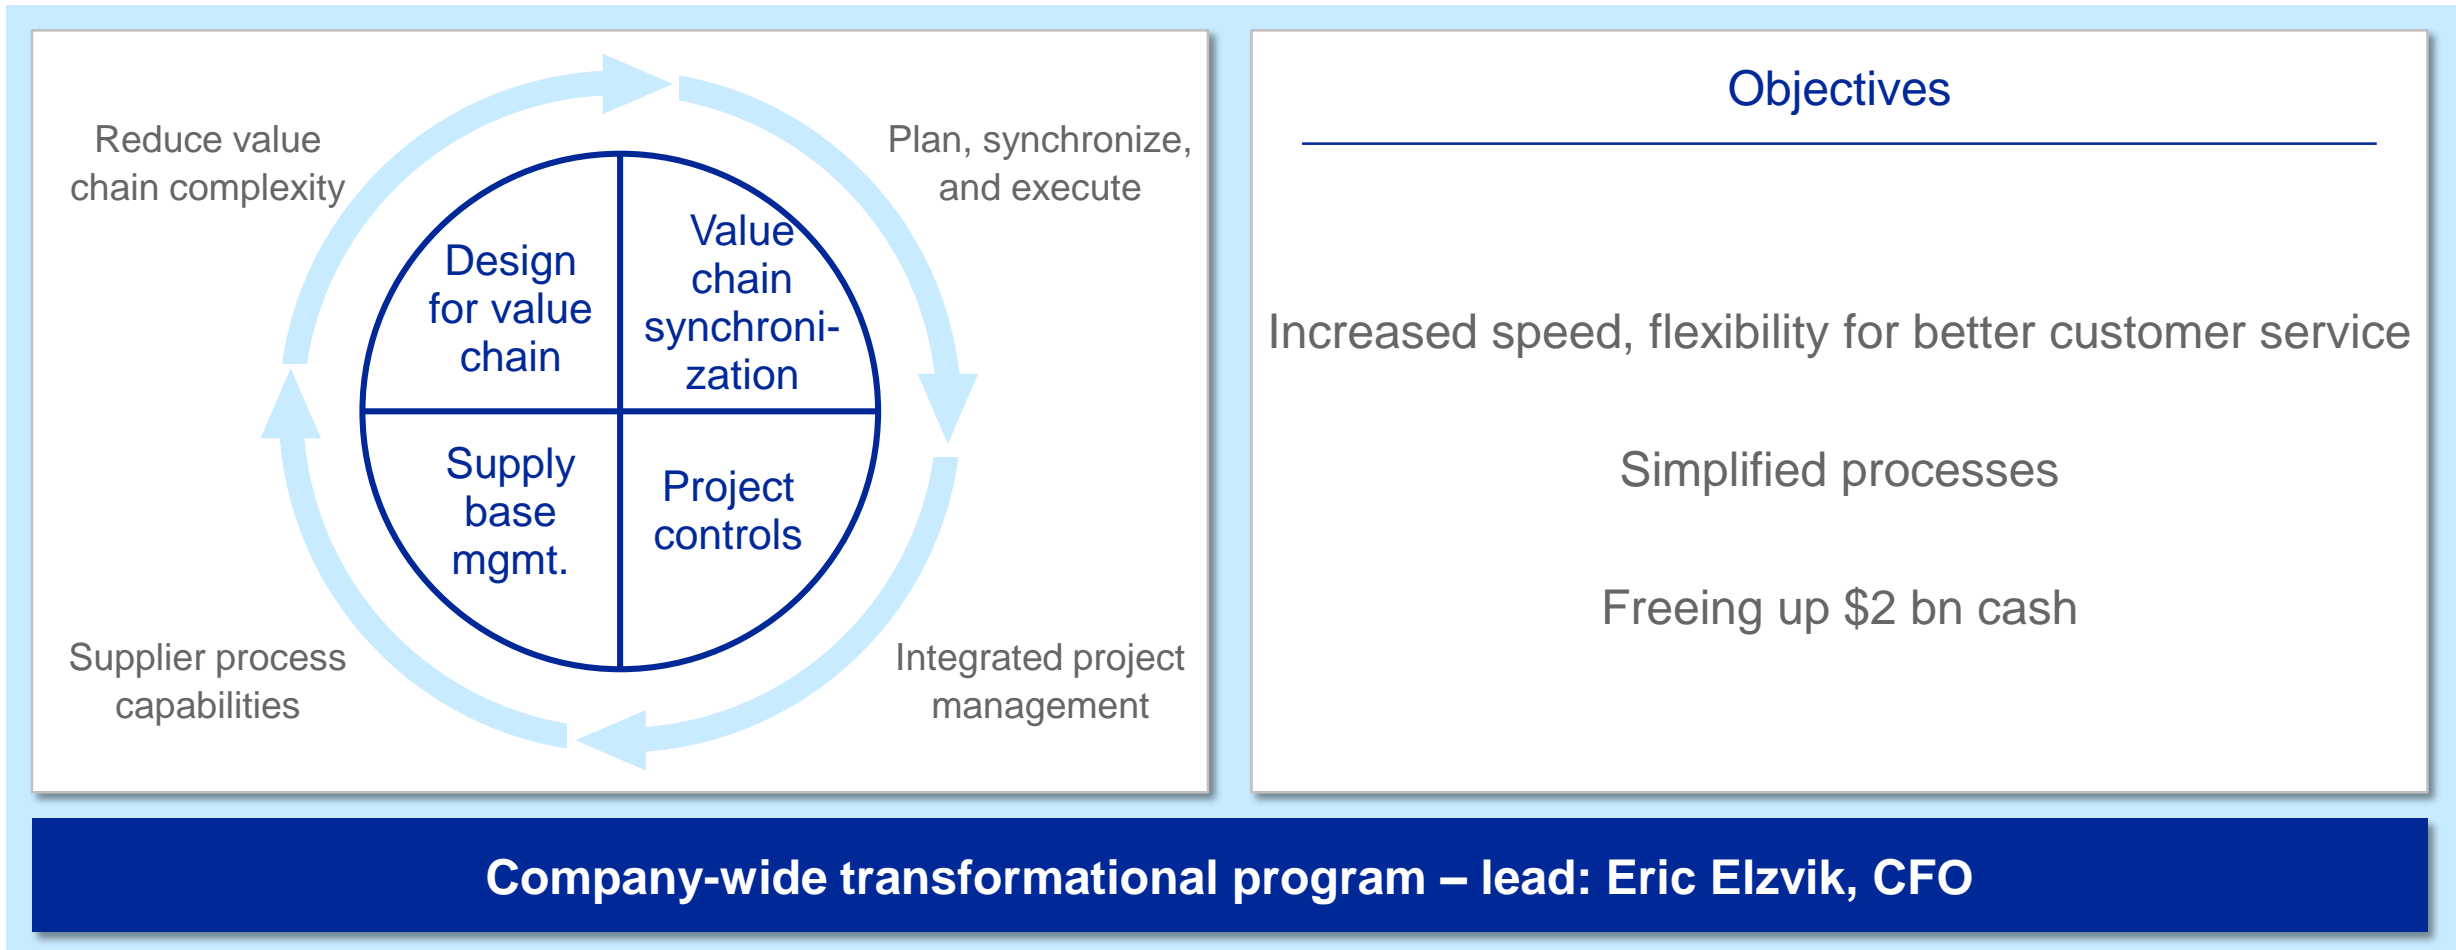 Reduce value
chain complexity
Plan, synchronize,
and execute
Design
for value
chain
Value
chain
synchroni-
zation
Supply
base
mgmt.
Project
controls
Supplier process
capabilities
Integrated project
management
Objectives
Increased speed, flexibility for better customer service
Simplified processes
Freeing up $2 bn cash
Company-wide transformational program – lead: Eric Elzvik, CFO